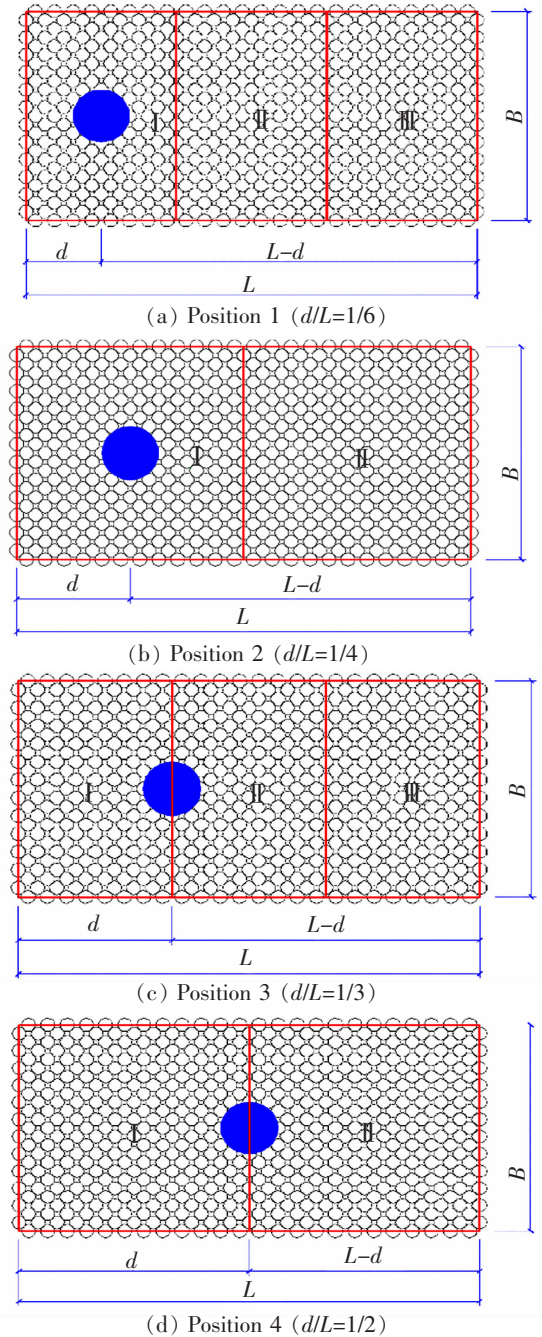 Ⅰ Ⅱ Ⅲ B
d L-d
L
(a) Position 1 (d/L=1/6)
Ⅰ Ⅱ B
d L-d
L
(b) Position 2 (d/L=1/4)
Ⅰ Ⅱ Ⅲ B
d L-d
L
(c) Position 3 (d/L=1/3)
Ⅰ Ⅱ B
d L-d
L
(d) Position 4 (d/L=1/2)